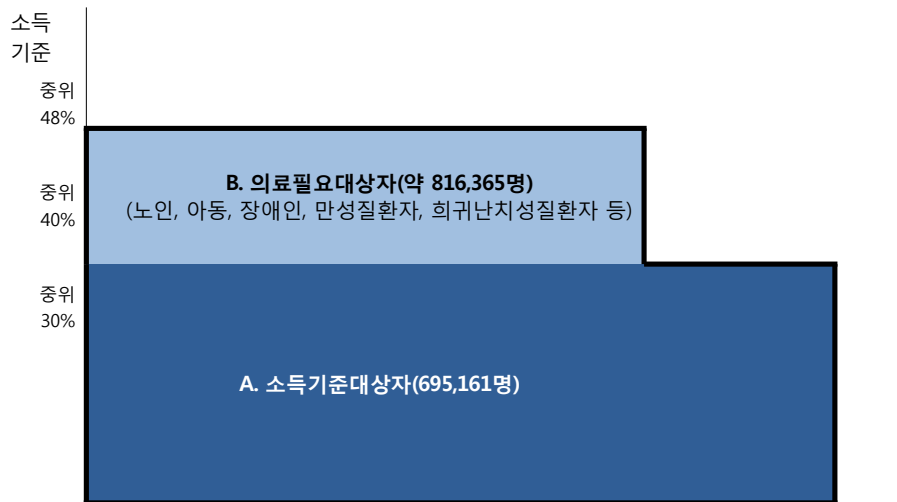 소득
기준
중위
48%
B. 의료필요대상자(약 816,365명)
(노인, 아동, 장애인, 만성질환자, 희귀난치성질환자 등)
중위
40%
중위
30%
A. 소득기준대상자(695,161명)